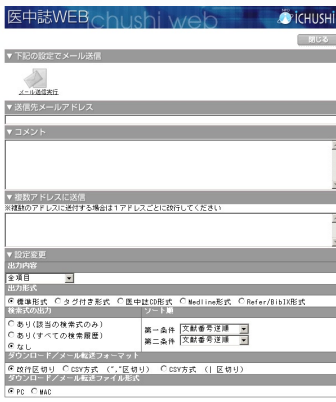 医中誌WEB ichushi web ICHUSHI
閉じる
▼下記の設定でメール送信
メール送信実行
▼送信先メールアドレス
▼コメント
▼複数アドレスに送信
※複数のアドレスに送付する場合は１アドレスごとに改行してください
▼設定変更
出力内容
全項目
出力形式
標準形式 タグ付き形式 医中誌CD形式 Medline形式 Refer/BibIX形式
検索式の出力 ソート順
あり(該当の検索式のみ)
あり(すべての検索履歴)
なし
第一条件 文献番号逆順
第二条件 文献番号逆順
ダウンロード／メール転送フォーマット
改行区切り CSV方式 (","区切り) CSV方式 (|区切り)
ダウンロード／メール転送ファイル形式
PC MAC